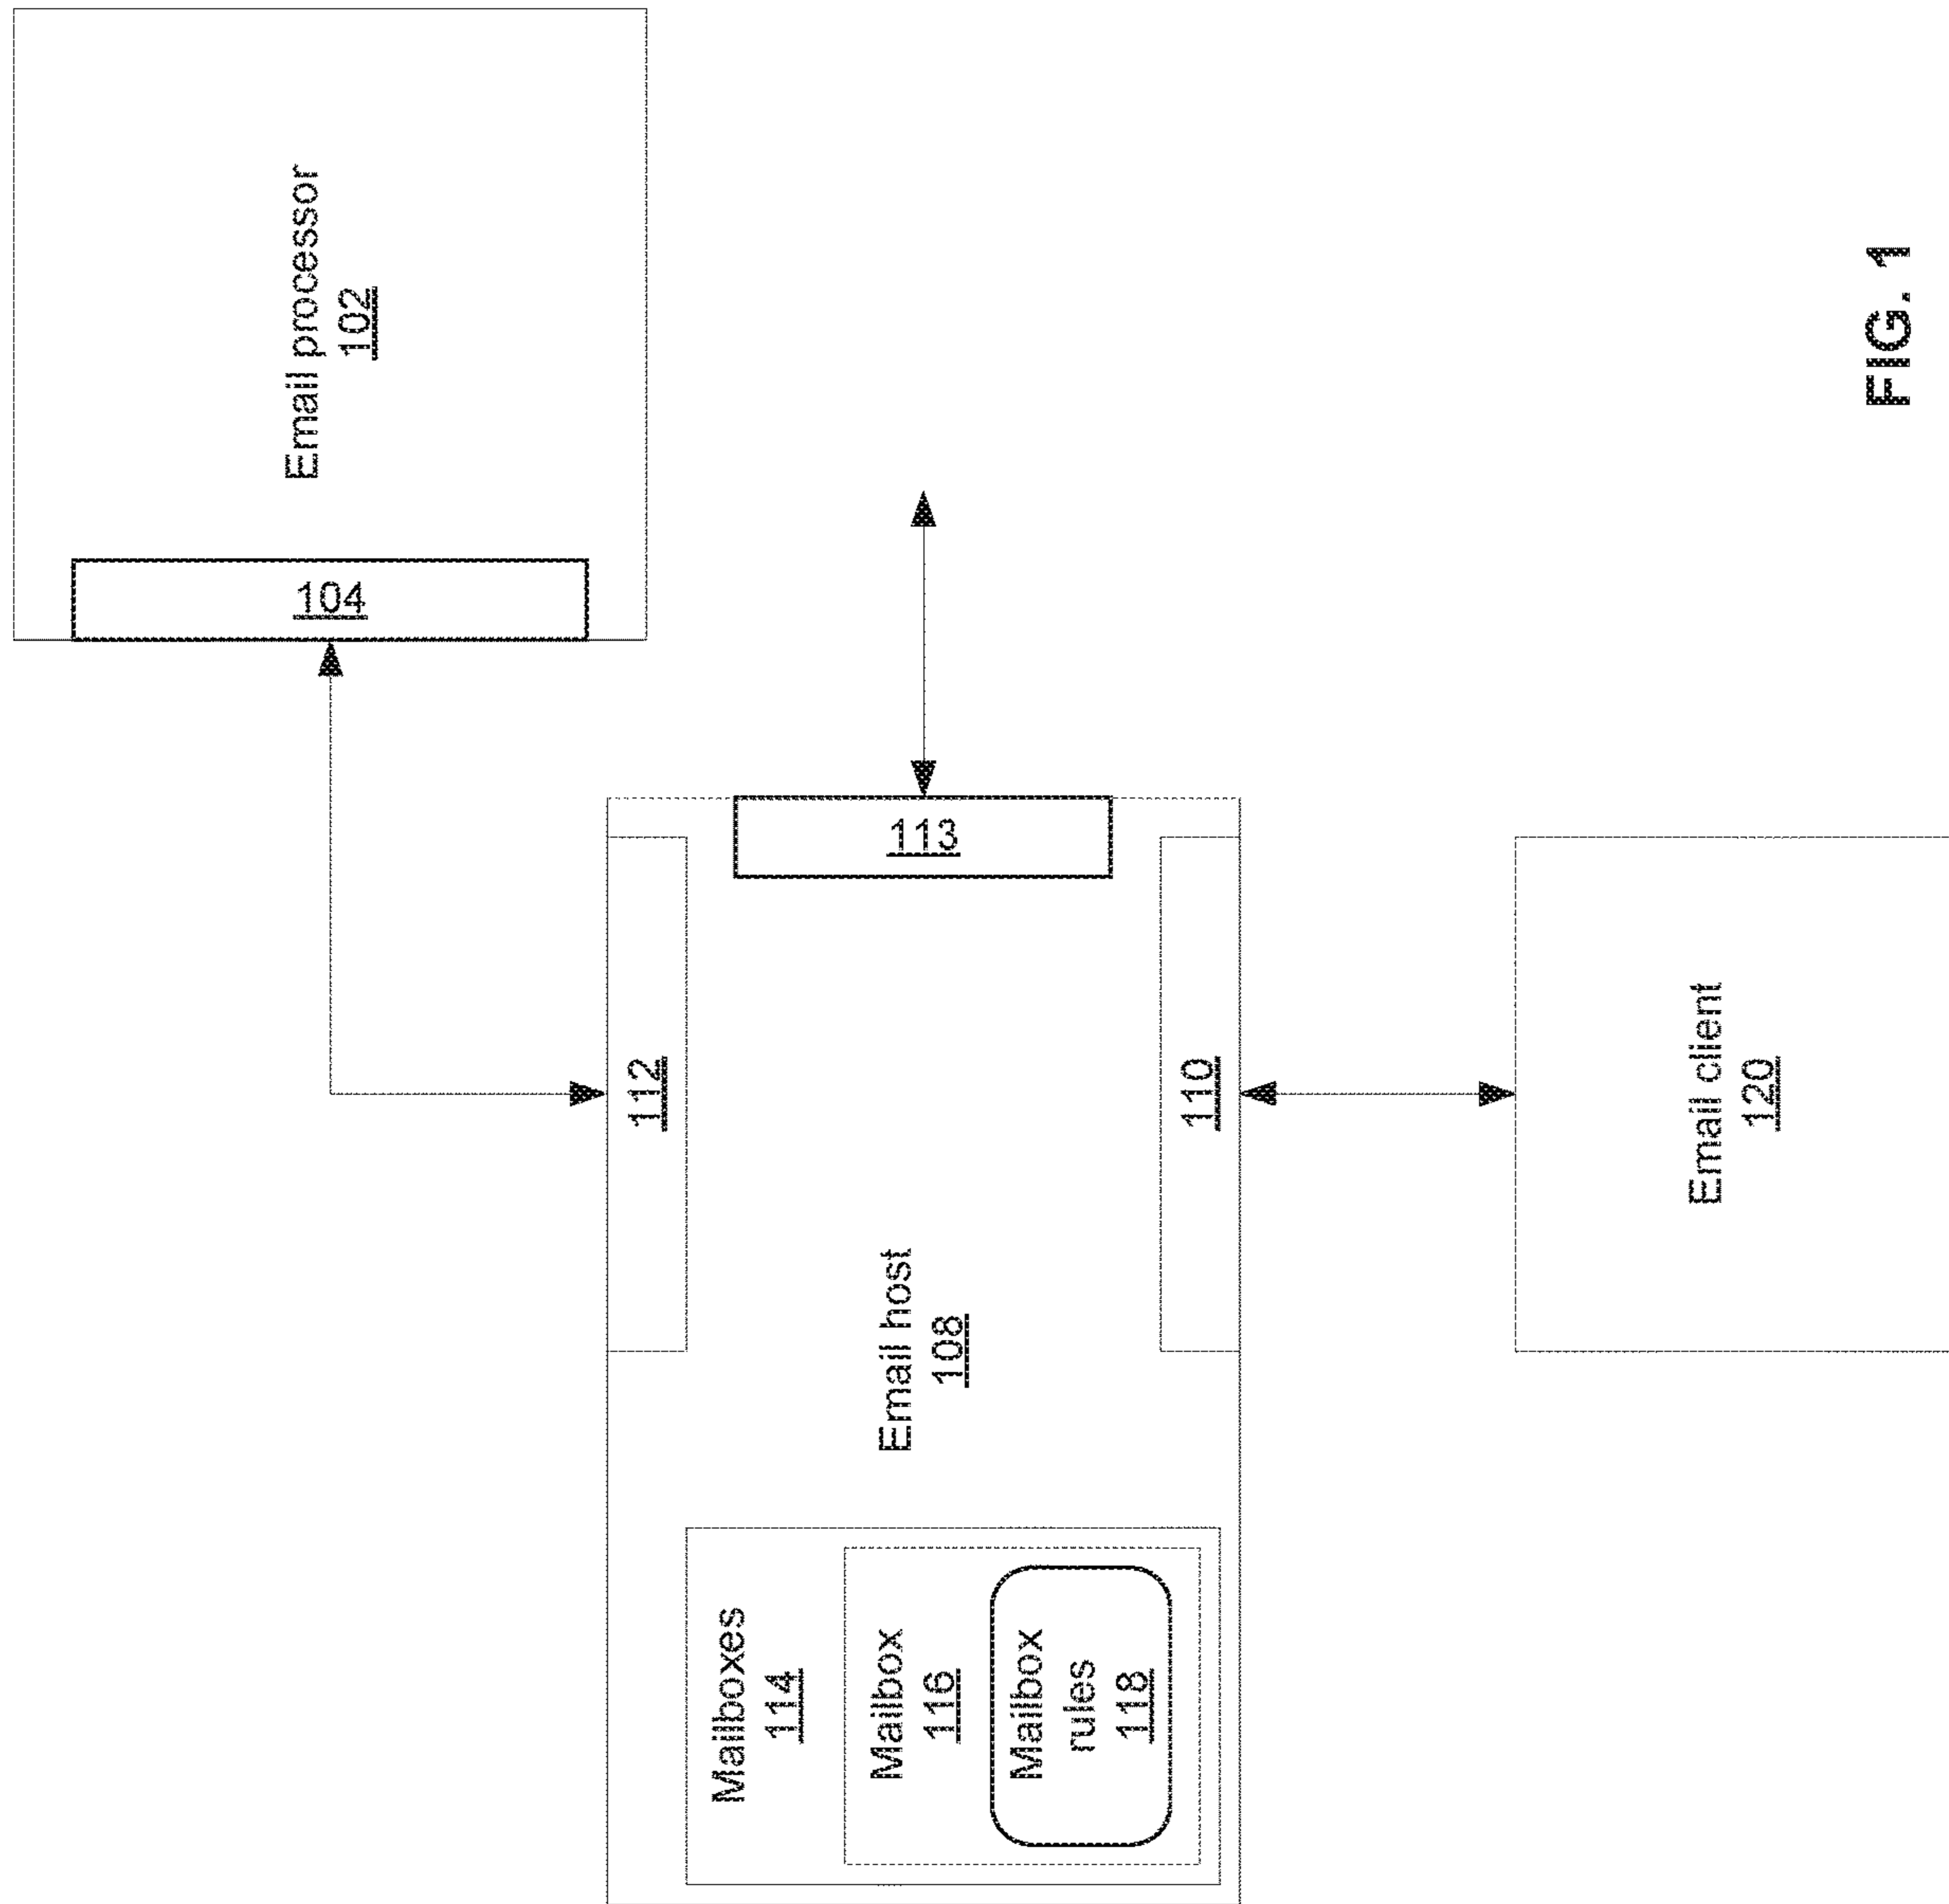 Email processor
102
104
113
112
110
Email host
108
Mailboxes
114
Mailbox
116
Mailbox
rules
118
Email client
120
FIG. 1